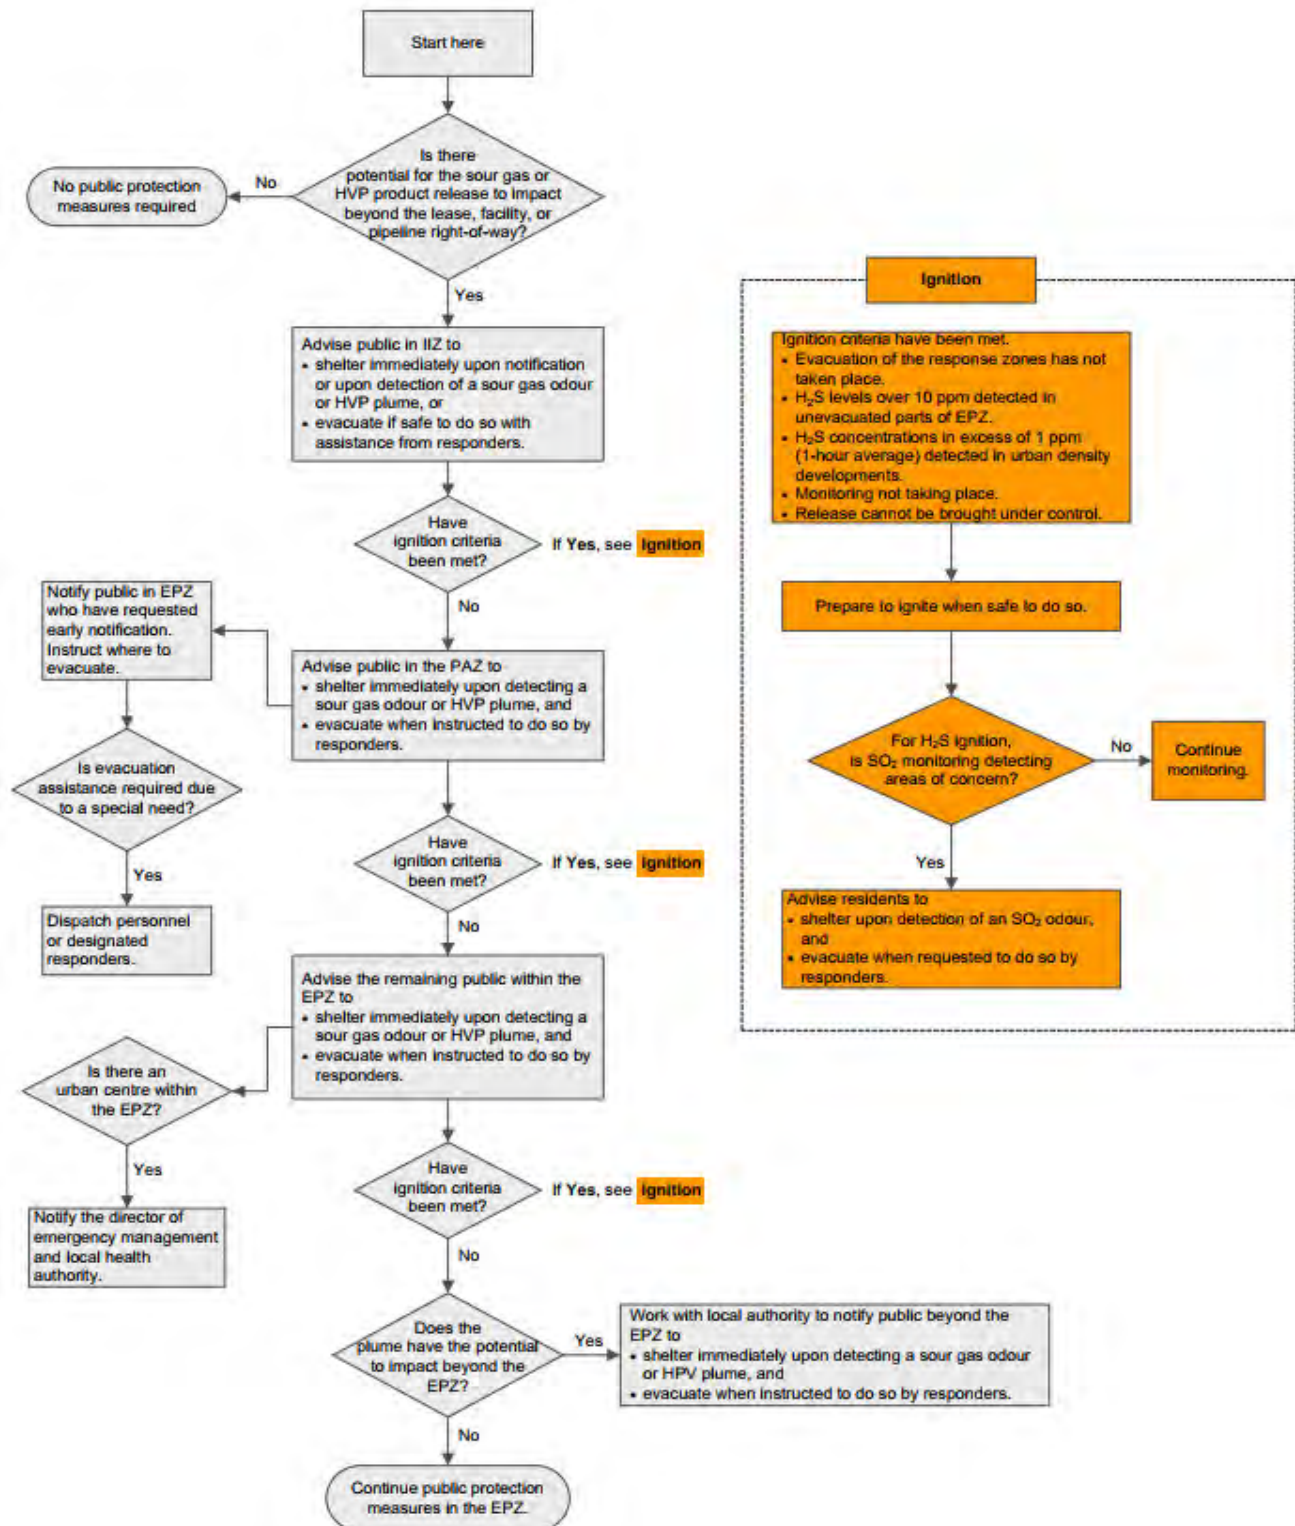 Start here
Is there
potential for the sour gas or
HVP product release to impact
beyond the lease, facility, or
pipeline right-of-way?
No
No public protection
measures required
Yes
Advise public in IIZ to
• shelter immediately upon notification
or upon detection of a sour gas odour
or HVP plume, or
• evacuate if safe to do so with
assistance from responders.
Have
ignition criteria
been met?
If Yes, see Ignition
No
Advise public in the PAZ to
• shelter immediately upon detecting a
sour gas odour or HVP plume, and
• evacuate when instructed to do so by
responders.
Notify public in EPZ
who have requested
early notification.
Instruct where to
evacuate.
Is evacuation
assistance required due
to a special need?
Yes
Dispatch personnel
or designated
responders.
Have
ignition criteria
been met?
If Yes, see Ignition
No
Advise the remaining public within the
EPZ to
• shelter immediately upon detecting a
sour gas odour or HVP plume, and
• evacuate when instructed to do so by
responders.
Is there an
urban centre within
the EPZ?
Yes
Notify the director of
emergency management
and local health
authority.
Have
ignition criteria
been met?
If Yes, see Ignition
No
Does the
plume have the potential
to impact beyond the
EPZ?
Yes
Work with local authority to notify public beyond the
EPZ to
• shelter immediately upon detecting a sour gas odour
or HPV plume, and
• evacuate when instructed to do so by responders.
No
Continue public protection
measures in the EPZ.
Ignition
Ignition criteria have been met.
• Evacuation of the response zones has not
taken place.
• H₂S levels over 10 ppm detected in
unevacuated parts of EPZ.
• H₂S concentrations in excess of 1 ppm
(1-hour average) detected in urban density
developments.
• Monitoring not taking place.
• Release cannot be brought under control.
Prepare to ignite when safe to do so.
For H₂S ignition,
is SO₂ monitoring detecting
areas of concern?
No
Continue
monitoring.
Yes
Advise residents to
• shelter upon detection of an SO₂ odour,
and
• evacuate when requested to do so by
responders.